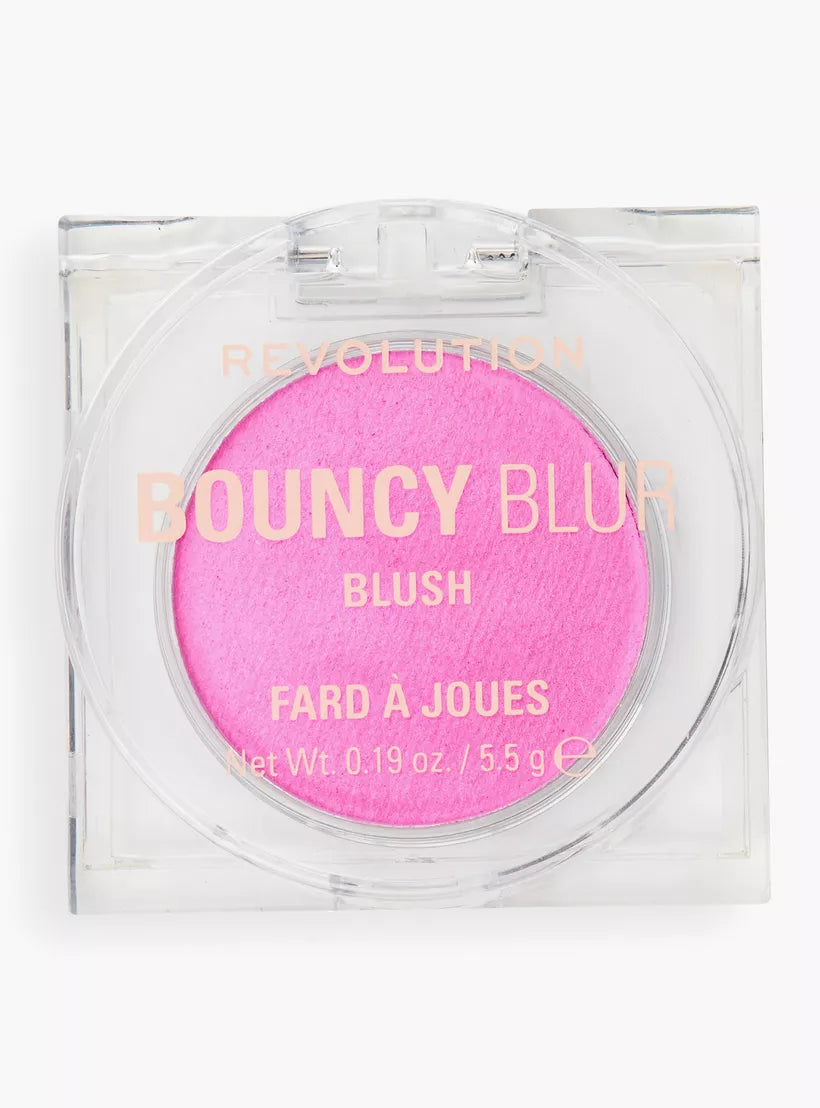 REVOLUTION
BOUNCY BLUR
BLUSH
FARD À JOUES
Net Wt. 0.19 oz. / 5.5 g ℮